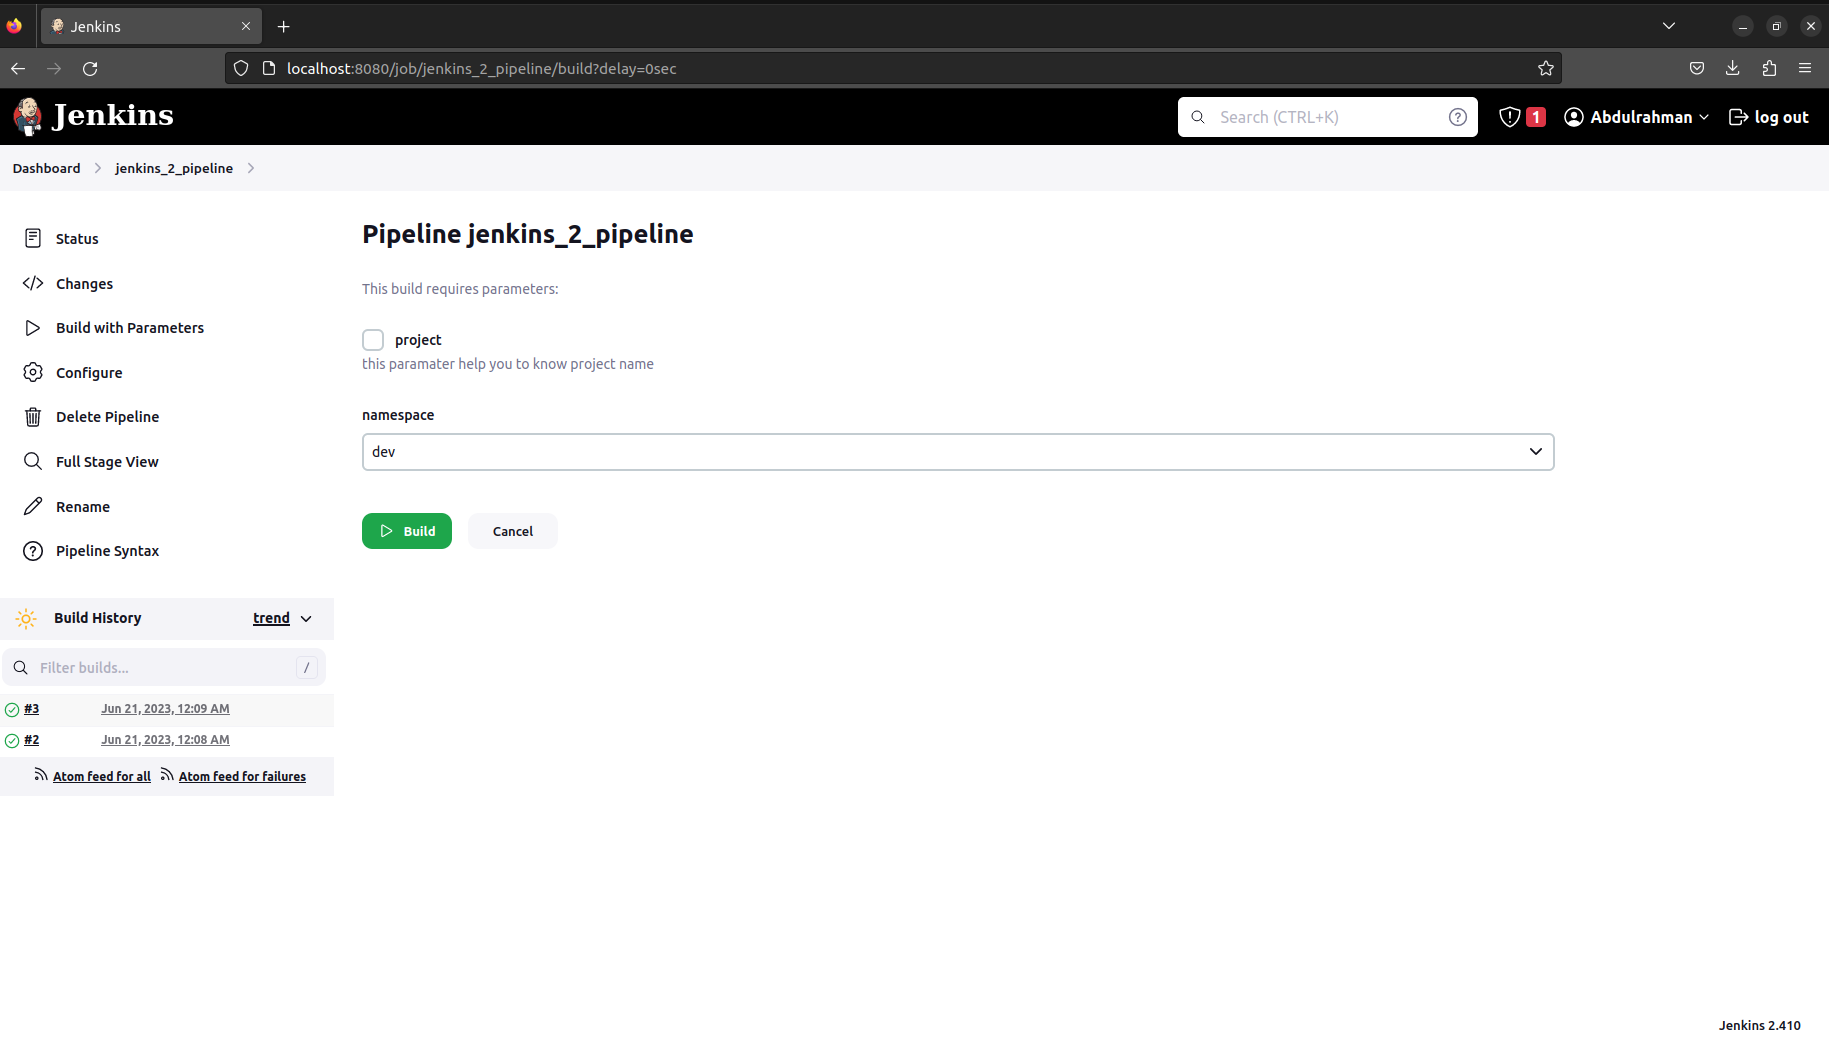 Jenkins
localhost:8080/job/jenkins_2_pipeline/build?delay=0sec
Jenkins
Search (CTRL+K)
1
Abdulrahman
log out
Dashboard
jenkins_2_pipeline
Status
Changes
Build with Parameters
Configure
Delete Pipeline
Full Stage View
Rename
Pipeline Syntax
Build History
trend
Filter builds...
/
#3
Jun 21, 2023, 12:09 AM
#2
Jun 21, 2023, 12:08 AM
Atom feed for all
Atom feed for failures
Pipeline jenkins_2_pipeline
This build requires parameters:
project
this paramater help you to know project name
namespace
dev
Build
Cancel
Jenkins 2.410